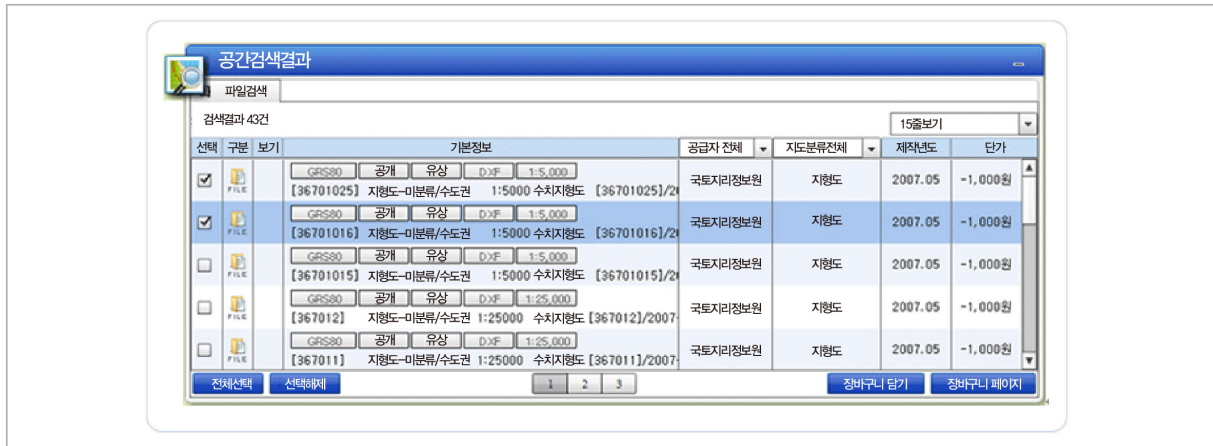 공간검색결과
파일검색
검색결과 43건
15줄보기
선택 구분 보기 기본정보 공급자 전체 지도분류전체 제작년도 단가
GRS80 공개 유상 DXF 1:5,000
FILE [36701025] 지형도-미분류/수도권 1:5000 수치지형도 [36701025]/2 국토지리정보원 지형도 2007.05 -1,000원
GRS80 공개 유상 DXF 1:5,000
FILE [36701016] 지형도-미분류/수도권 1:5000 수치지형도 [36701016]/2 국토지리정보원 지형도 2007.05 -1,000원
GRS80 공개 유상 DXF 1:5,000
FILE [36701015] 지형도-미분류/수도권 1:5000 수치지형도 [36701015]/2 국토지리정보원 지형도 2007.05 -1,000원
GRS80 공개 유상 DXF 1:25,000
FILE [367012] 지형도-미분류/수도권 1:25000 수치지형도 [367012]/2007- 국토지리정보원 지형도 2007.05 -1,000원
GRS80 공개 유상 DXF 1:25,000
FILE [367011] 지형도-미분류/수도권 1:25000 수치지형도 [367011]/2007- 국토지리정보원 지형도 2007.05 -1,000원
전체선택 선택해제 1 2 3 장바구니 담기 장바구니 페이지